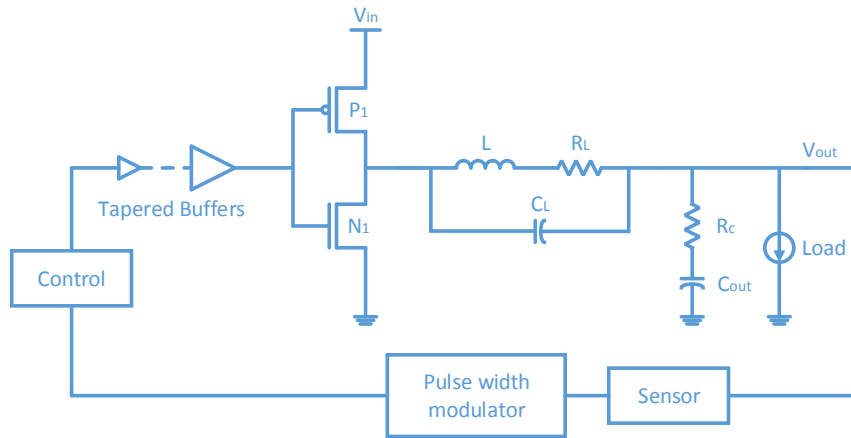 Vin
P1
L
RL
Vout
Tapered Buffers
CL
N1
Rc
Load
Control
Cout
Pulse width
modulator
Sensor